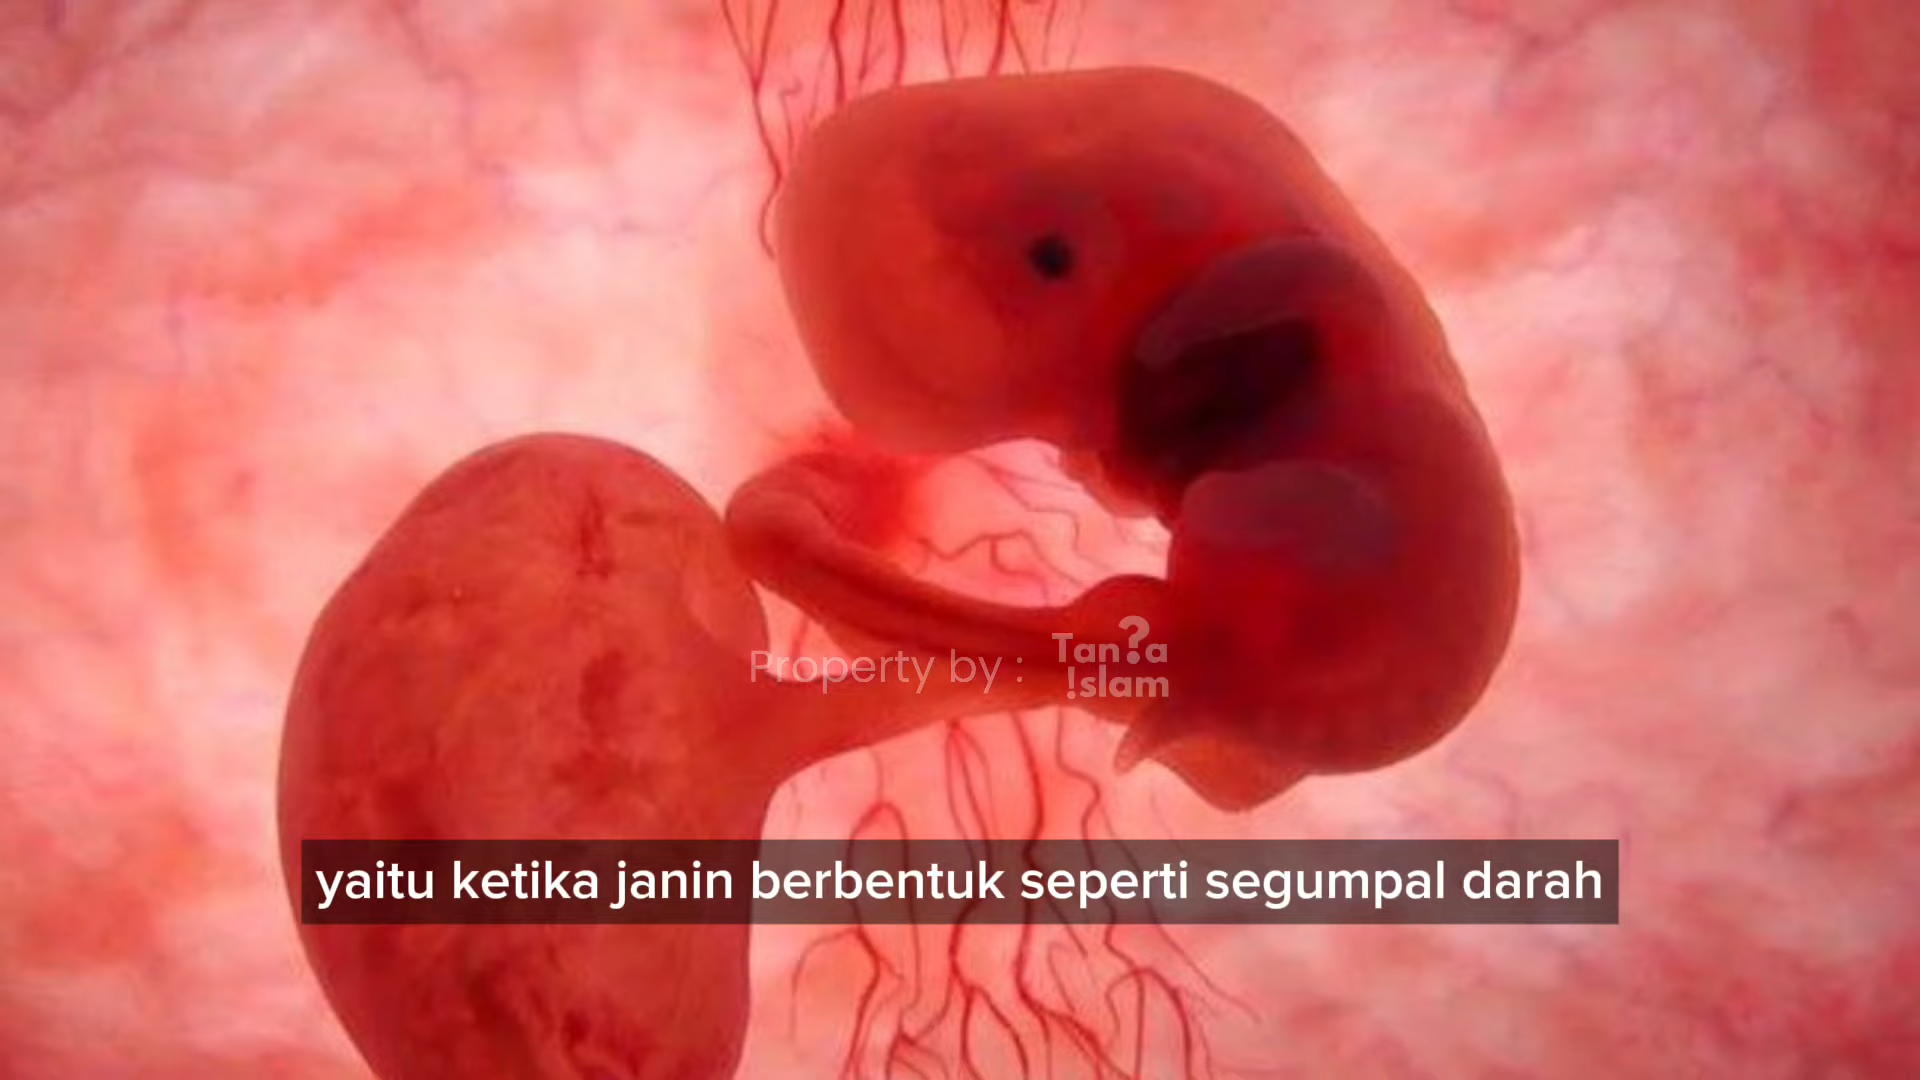 Property by : Tan?a
!slam
yaitu ketika janin berbentuk seperti segumpal darah